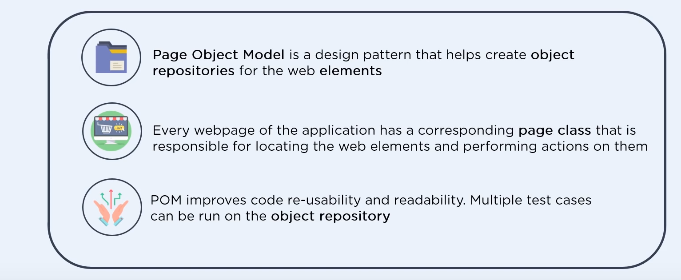 Page Object Model is a design pattern that helps create object
repositories for the web elements
Every webpage of the application has a corresponding page class that is
responsible for locating the web elements and performing actions on them
POM improves code re-usability and readability. Multiple test cases
can be run on the object repository